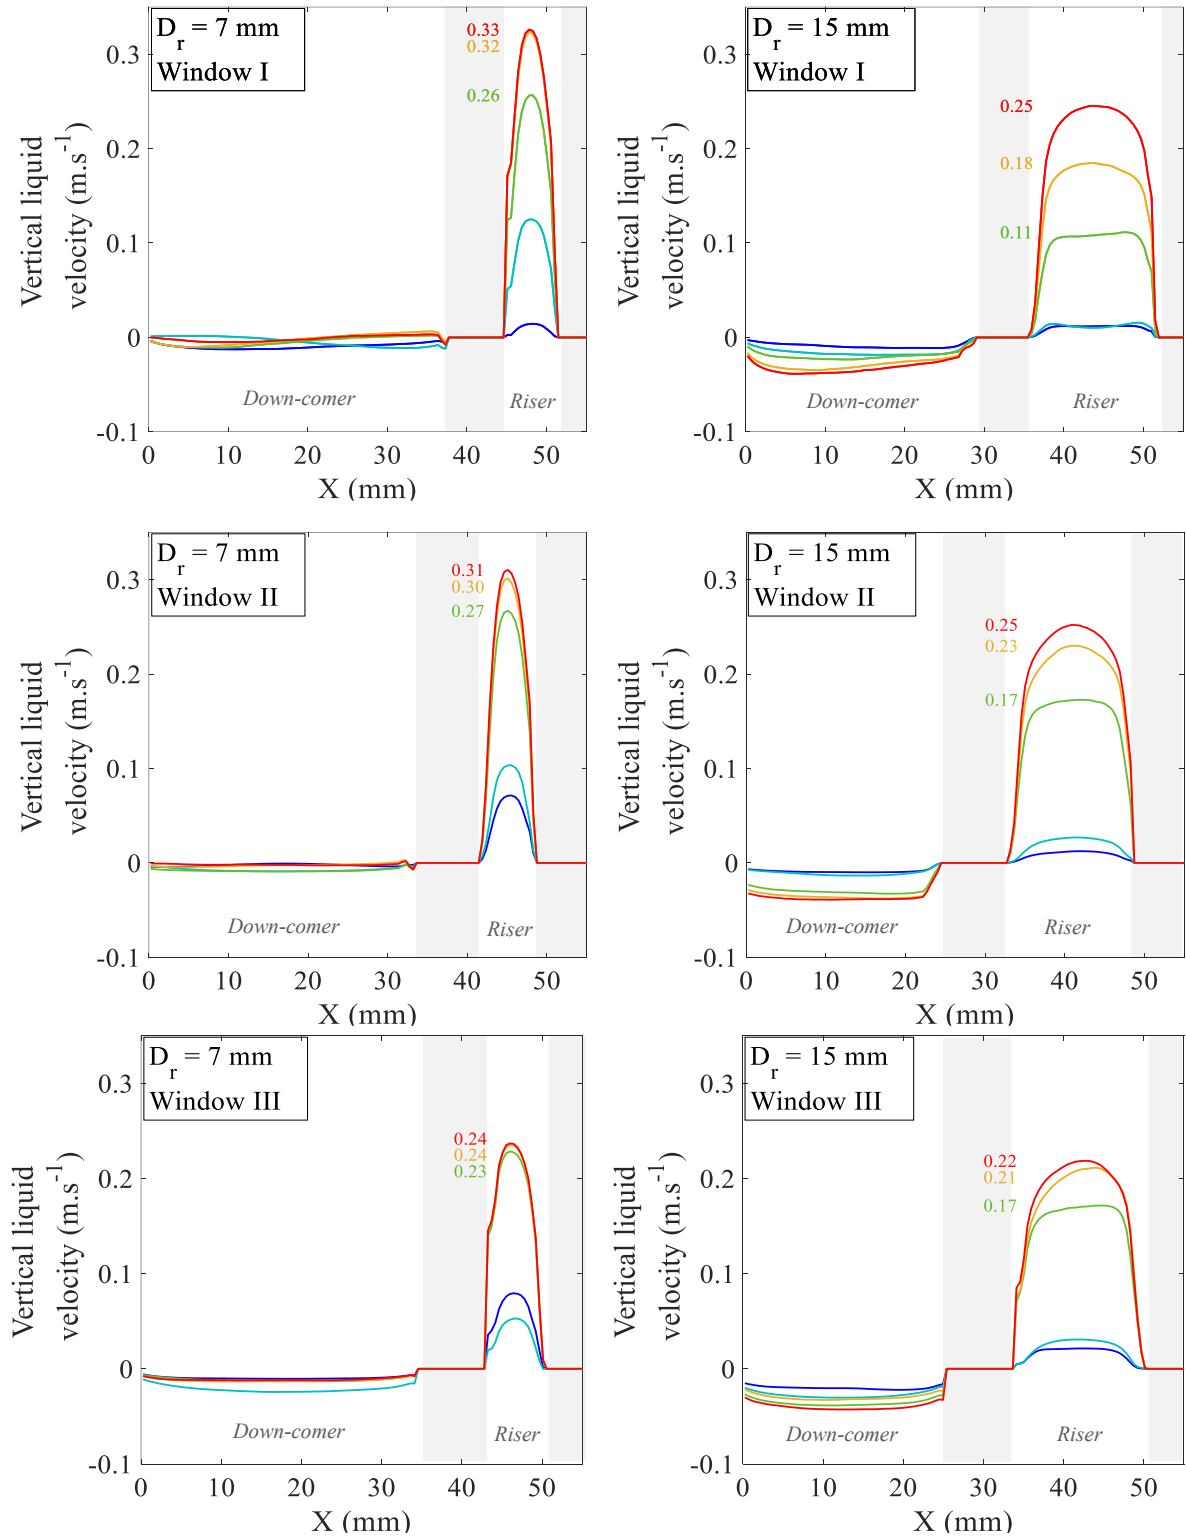 D_r = 7 mm
Window I
0.33
0.32
0.26
0.3
0.2
0.1
0
-0.1
Vertical liquid
velocity (m.s⁻¹)
Down-comer
Riser
0 10 20 30 40 50
X (mm)
D_r = 15 mm
Window I
0.25
0.18
0.11
0.3
0.2
0.1
0
-0.1
Vertical liquid
velocity (m.s⁻¹)
Down-comer
Riser
0 10 20 30 40 50
X (mm)
D_r = 7 mm
Window II
0.31
0.30
0.27
0.3
0.2
0.1
0
-0.1
Vertical liquid
velocity (m.s⁻¹)
Down-comer
Riser
0 10 20 30 40 50
X (mm)
D_r = 15 mm
Window II
0.25
0.23
0.17
0.3
0.2
0.1
0
-0.1
Vertical liquid
velocity (m.s⁻¹)
Down-comer
Riser
0 10 20 30 40 50
X (mm)
D_r = 7 mm
Window III
0.24
0.24
0.23
0.3
0.2
0.1
0
-0.1
Vertical liquid
velocity (m.s⁻¹)
Down-comer
Riser
0 10 20 30 40 50
X (mm)
D_r = 15 mm
Window III
0.22
0.21
0.17
0.3
0.2
0.1
0
-0.1
Vertical liquid
velocity (m.s⁻¹)
Down-comer
Riser
0 10 20 30 40 50
X (mm)